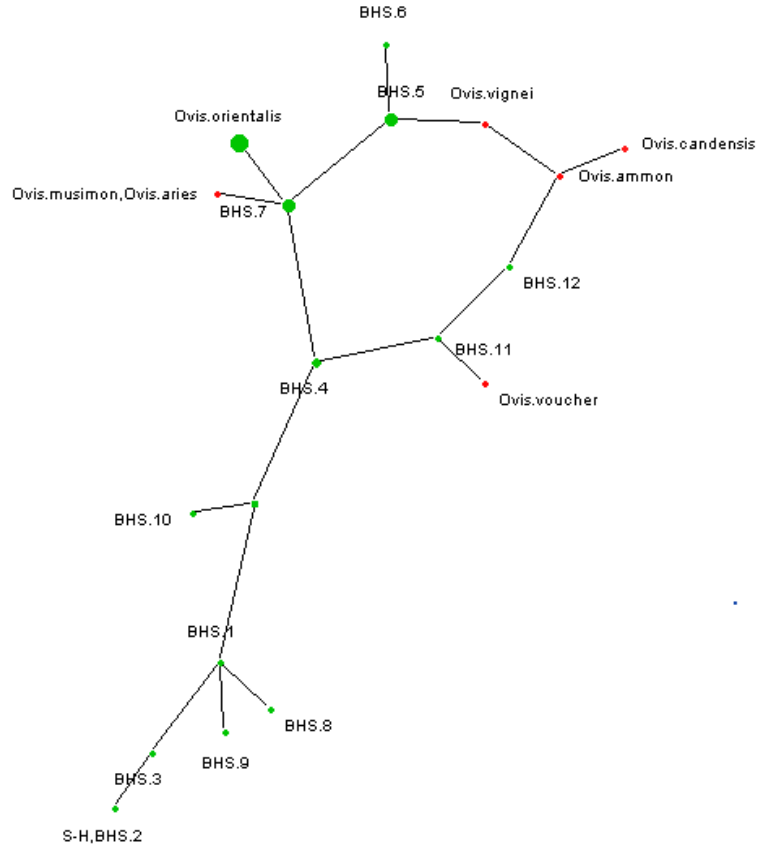 BHS.6
BHS.5
Ovis.vignei
Ovis.orientalis
Ovis.candensis
Ovis.ammon
Ovis.musimon,Ovis.aries
BHS.7
BHS.12
BHS.11
BHS.4
Ovis.voucher
BHS.10
BHS.1
BHS.8
BHS.9
BHS.3
S-H,BHS.2